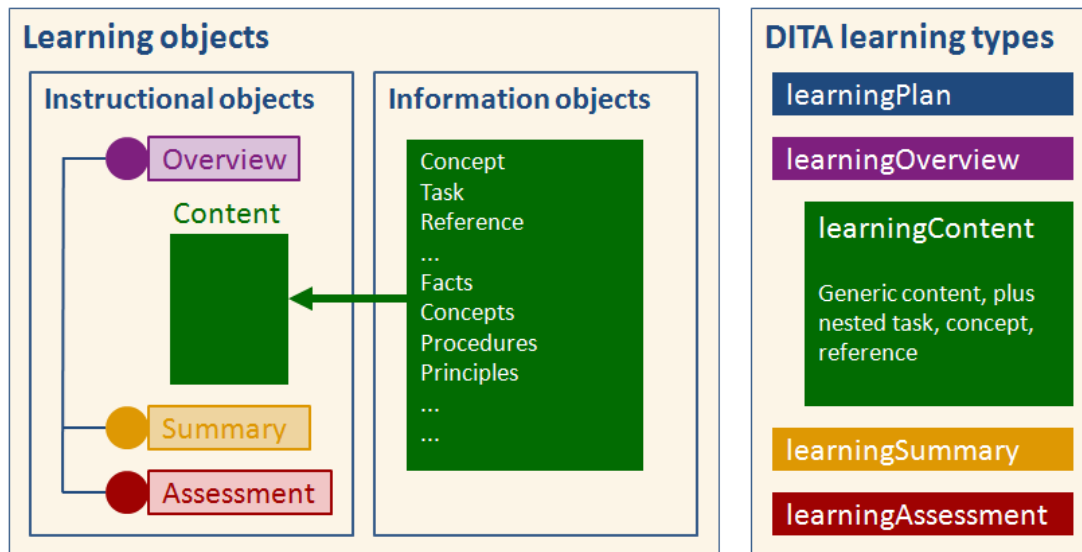 Learning objects
Instructional objects
Overview
Content
Summary
Assessment
Information objects
Concept
Task
Reference
...
Facts
Concepts
Procedures
Principles
...
...
DITA learning types
learningPlan
learningOverview
learningContent
Generic content, plus
nested task, concept,
reference
learningSummary
learningAssessment